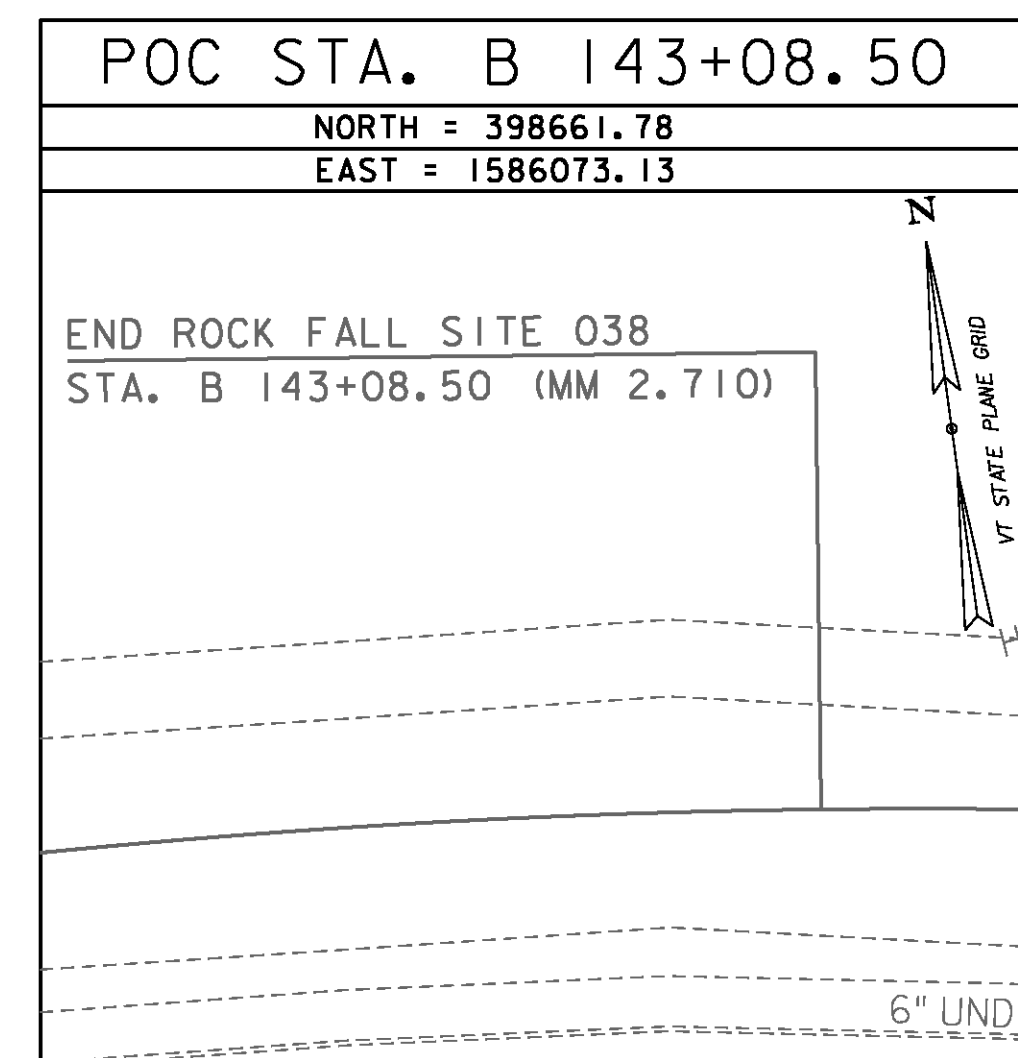 POC STA. B 143+08.50
NORTH = 398661.78
EAST = 1586073.13
N
END ROCK FALL SITE 038
STA. B 143+08.50 (MM 2.710)
VT STATE PLANE GRID
6" UND